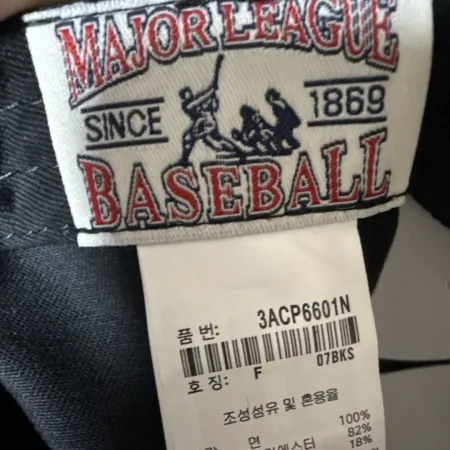 MAJOR LEAGUE
SINCE 1869
BASEBALL
품 번: 3ACP6601N
07BKS
호 칭: F
조성섬유 및 혼용율
100%
면 82%
18%